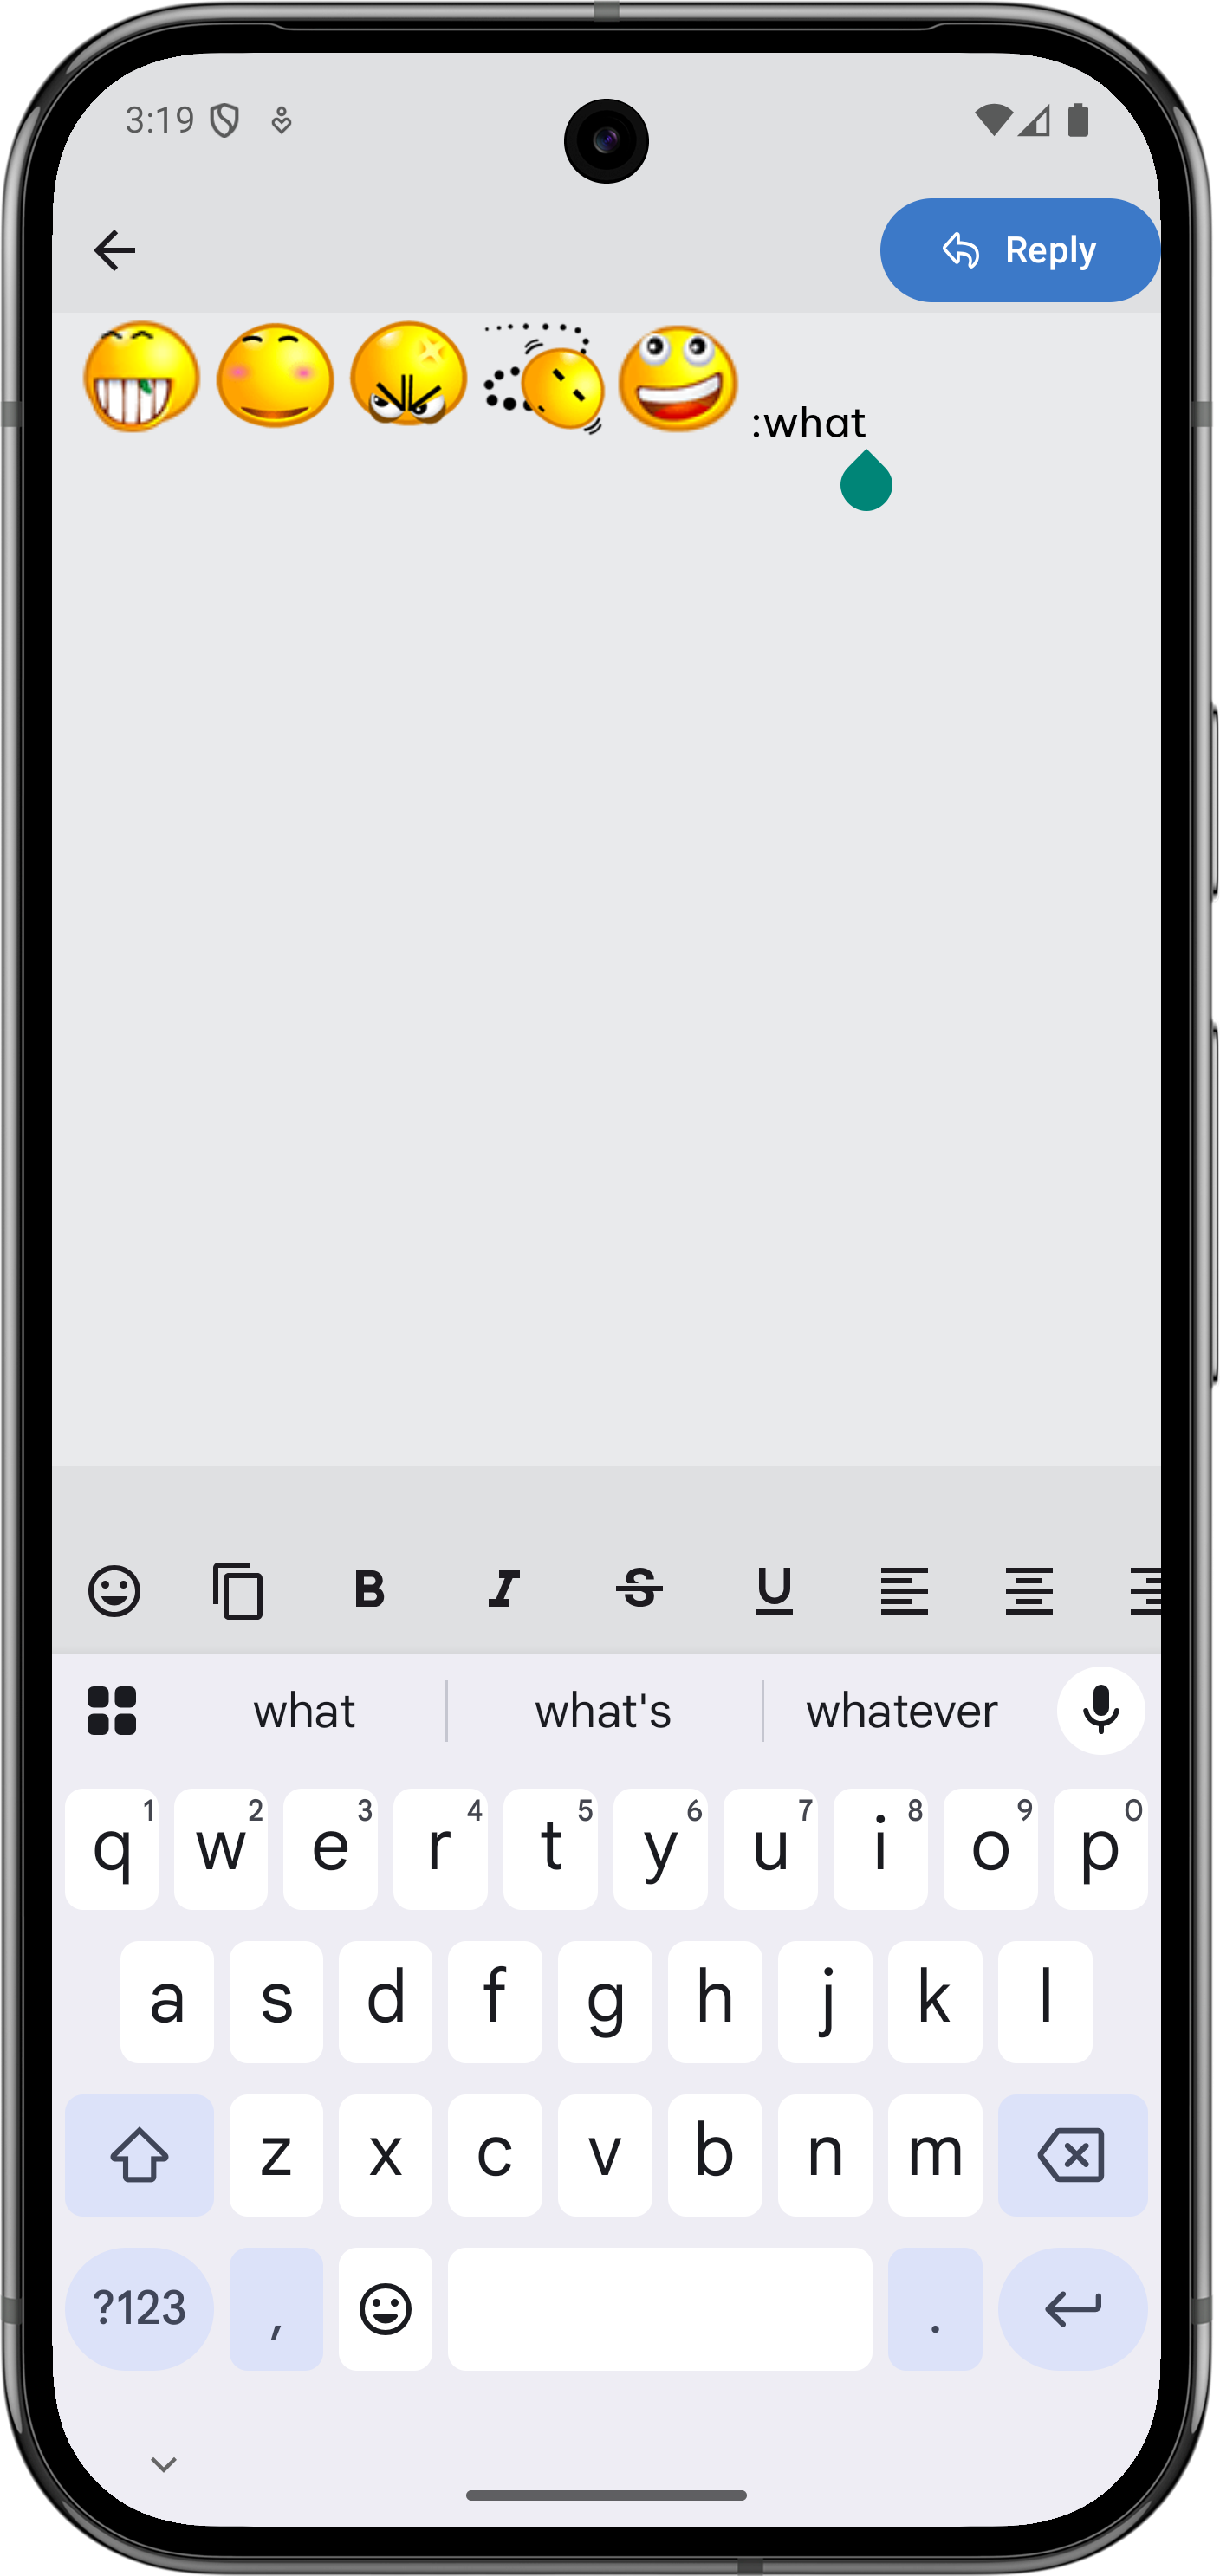 3:19
Reply
:what
B I S U
what what's whatever
q 1 w 2 e 3 r 4 t 5 y 6 u 7 i 8 o 9 p 0
a s d f g h j k l
z x c v b n m
?123 , .